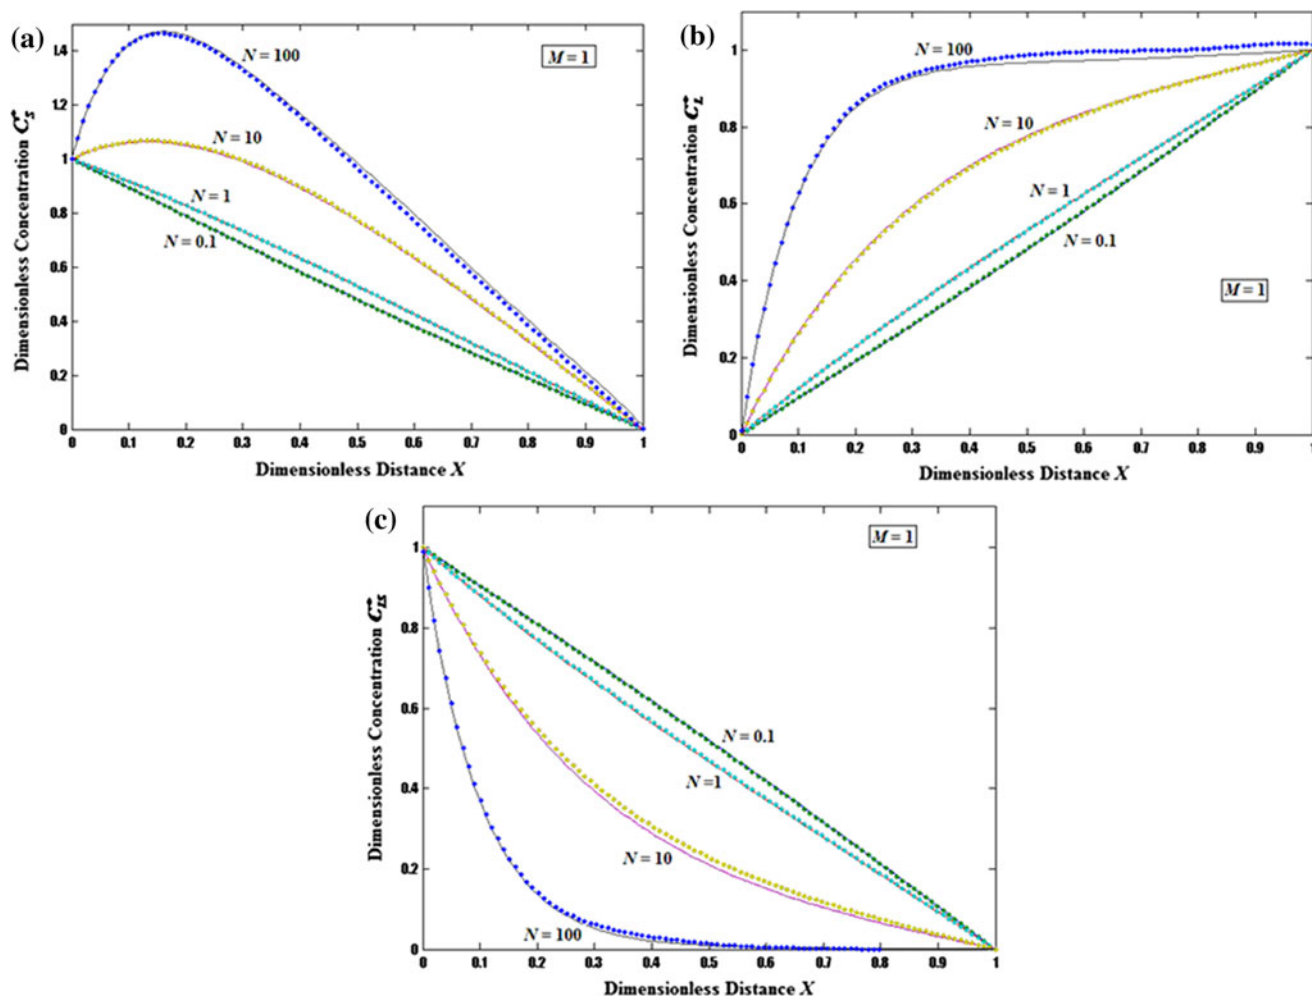 (a)
14
12
1
0.8
0.6
0.4
0.2
0
Dimensionless Concentration C*S
N = 100
M = 1
N = 10
N = 1
N = 0.1
0 0.1 0.2 0.3 0.4 0.5 0.6 0.7 0.8 0.9 1
Dimensionless Distance X
(b)
1
0.8
0.6
0.4
0.2
0
Dimensionless Concentration C*L
N = 100
N = 10
N = 1
N = 0.1
M = 1
0 0.1 0.2 0.3 0.4 0.5 0.6 0.7 0.8 0.9 1
Dimensionless Distance X
(c)
1
0.8
0.6
0.4
0.2
0
Dimensionless Concentration C*LS
M = 1
N = 0.1
N =1
N = 10
N = 100
0 0.1 0.2 0.3 0.4 0.5 0.6 0.7 0.8 0.9 1
Dimensionless Distance X